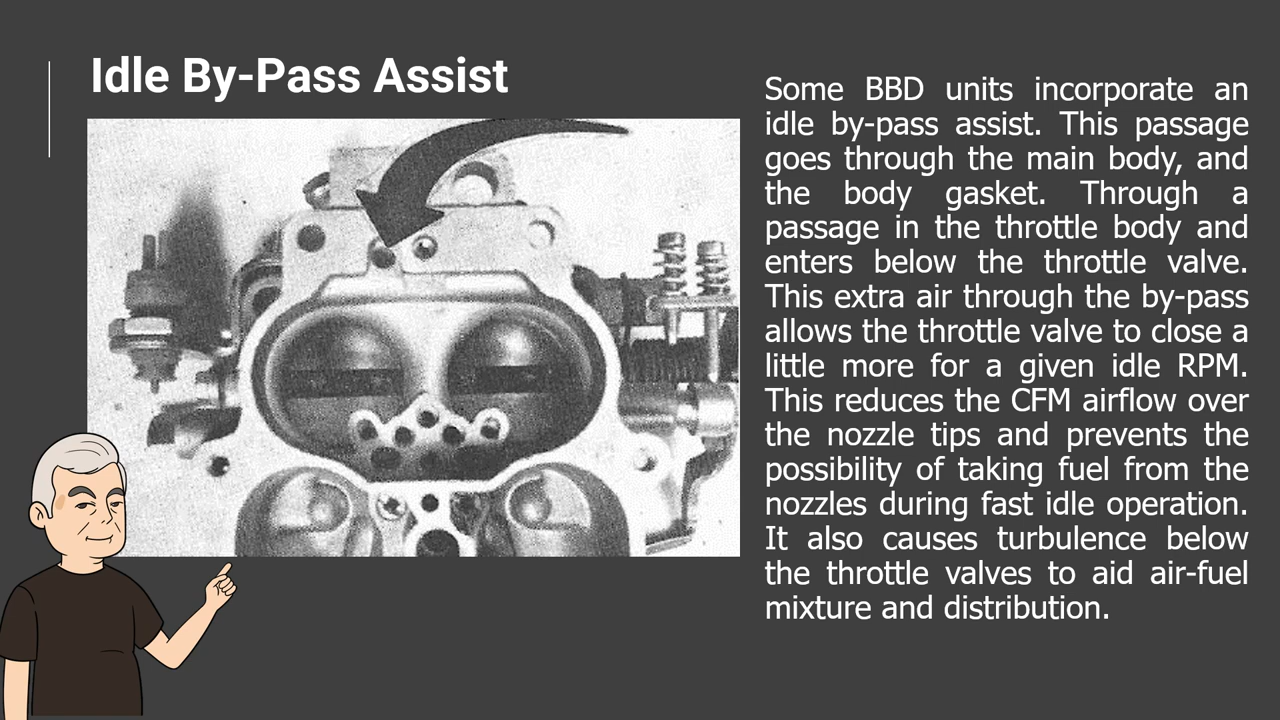 Idle By-Pass Assist
Some BBD units incorporate an
idle by-pass assist. This passage
goes through the main body, and
the body gasket. Through a
passage in the throttle body and
enters below the throttle valve.
This extra air through the by-pass
allows the throttle valve to close a
little more for a given idle RPM.
This reduces the CFM airflow over
the nozzle tips and prevents the
possibility of taking fuel from the
nozzles during fast idle operation.
It also causes turbulence below
the throttle valves to aid air-fuel
mixture and distribution.